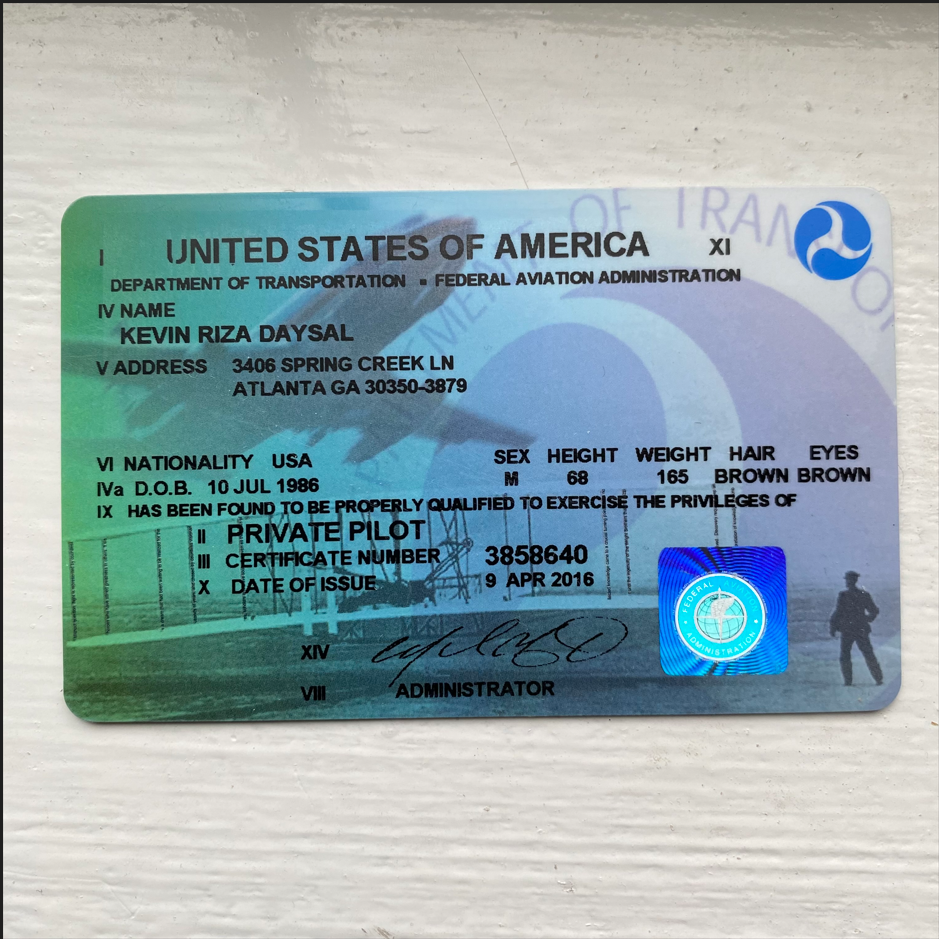 I UNITED STATES OF AMERICA XI
DEPARTMENT OF TRANSPORTATION ▪ FEDERAL AVIATION ADMINISTRATION
IV NAME
KEVIN RIZA DAYSAL
V ADDRESS 3406 SPRING CREEK LN
ATLANTA GA 30350-3879
VI NATIONALITY USA
SEX HEIGHT WEIGHT HAIR EYES
M 68 165 BROWN BROWN
IVa D.O.B. 10 JUL 1986
IX HAS BEEN FOUND TO BE PROPERLY QUALIFIED TO EXERCISE THE PRIVILEGES OF
II PRIVATE PILOT
III CERTIFICATE NUMBER 3858640
X DATE OF ISSUE 9 APR 2016
XIV
VIII ADMINISTRATOR
FEDERAL AVIATION
ADMINISTRATION
OF TRAN